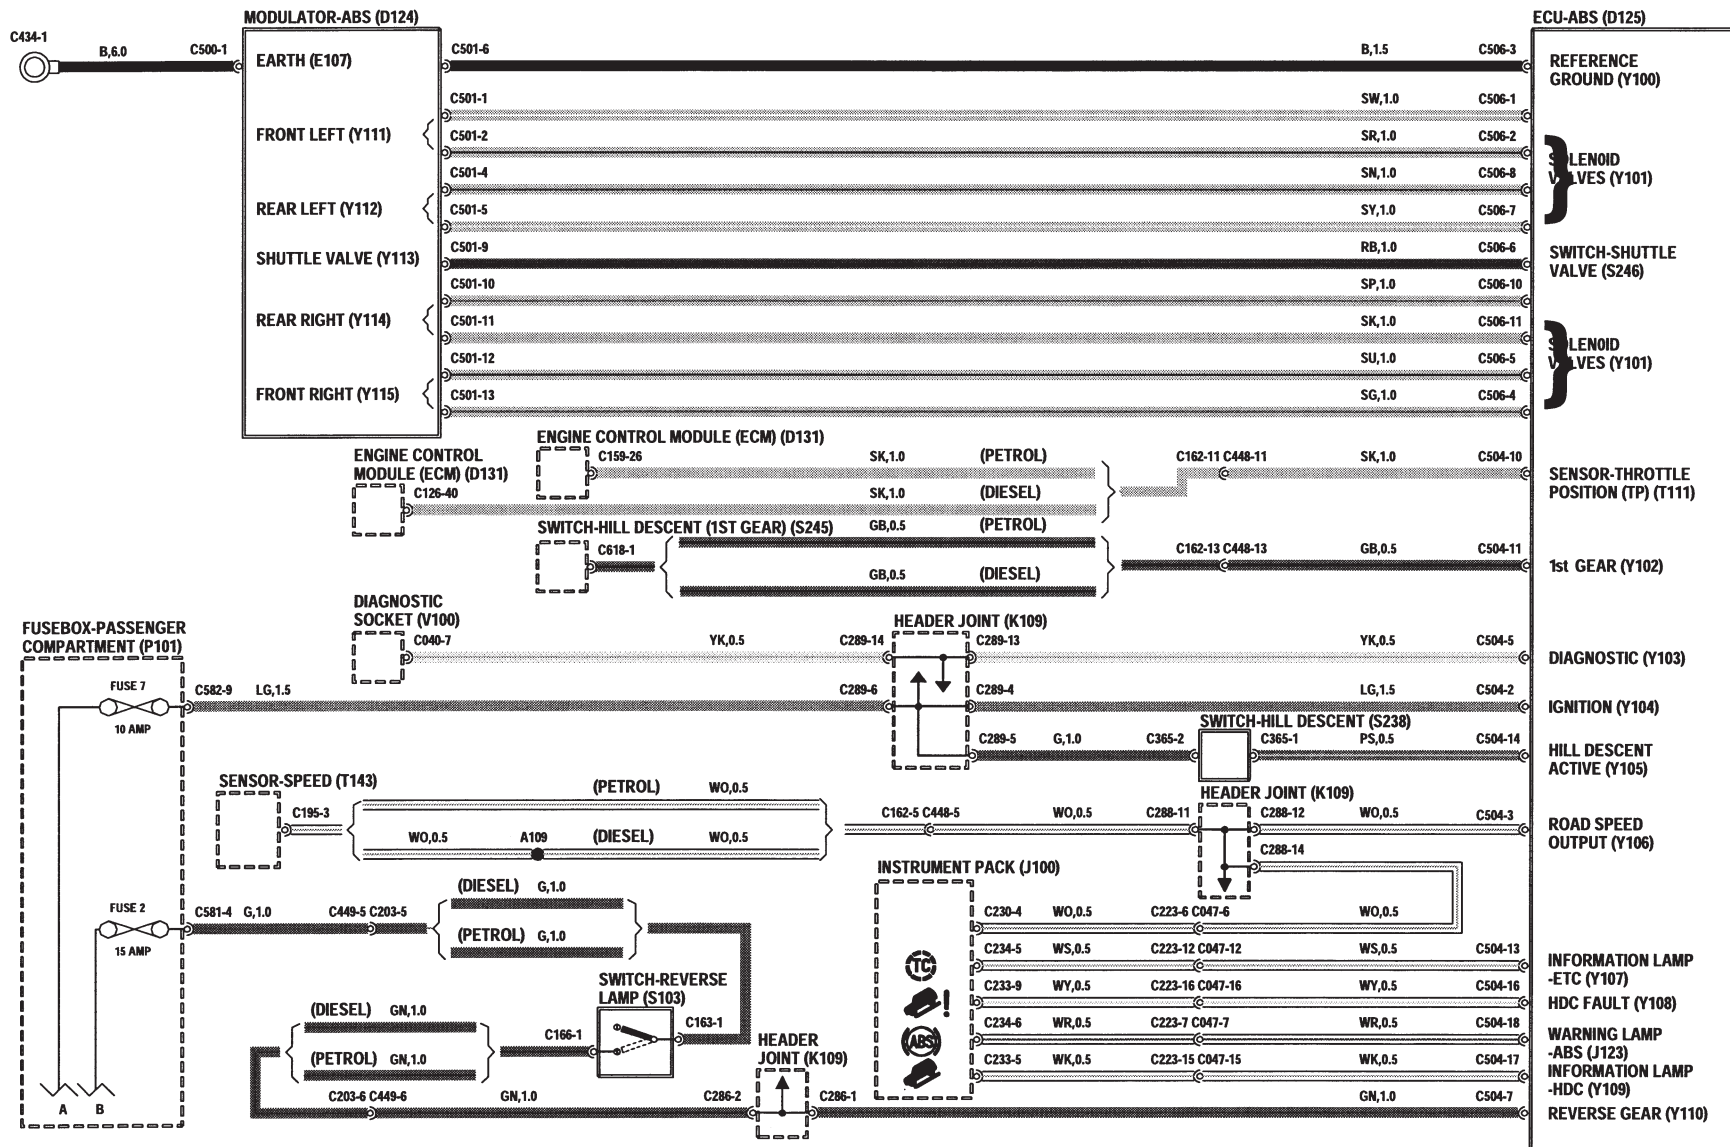 MODULATOR-ABS (D124)
ECU-ABS (D125)
C434-1
B,6.0
C500-1
EARTH (E107)
C501-6
B,1.5
C506-3
REFERENCE
GROUND (Y100)
C501-1
SW,1.0
C506-1
FRONT LEFT (Y111)
C501-2
SR,1.0
C506-2
SOLENOID
VALVES (Y101)
C501-4
SN,1.0
C506-8
REAR LEFT (Y112)
C501-5
SY,1.0
C506-7
SHUTTLE VALVE (Y113)
C501-9
RB,1.0
C506-6
SWITCH-SHUTTLE
VALVE (S246)
C501-10
SP,1.0
C506-10
REAR RIGHT (Y114)
C501-11
SK,1.0
C506-11
SOLENOID
VALVES (Y101)
C501-12
SU,1.0
C506-5
FRONT RIGHT (Y115)
C501-13
SG,1.0
C506-4
ENGINE CONTROL MODULE (ECM) (D131)
C159-26
SK,1.0
(PETROL)
C162-11 C448-11
SK,1.0
C504-10
SENSOR-THROTTLE
POSITION (TP) (T111)
ENGINE CONTROL
MODULE (ECM) (D131)
C126-40
SK,1.0
(DIESEL)
SWITCH-HILL DESCENT (1ST GEAR) (S245)
GB,0.5
(PETROL)
C618-1
C162-13 C448-13
GB,0.5
C504-11
1st GEAR (Y102)
GB,0.5
(DIESEL)
DIAGNOSTIC
SOCKET (V100)
C040-7
YK,0.5
C289-14
HEADER JOINT (K109)
C289-13
YK,0.5
C504-5
DIAGNOSTIC (Y103)
FUSEBOX-PASSENGER
COMPARTMENT (P101)
FUSE 7
10 AMP
C582-9
LG,1.5
C289-6
C289-4
LG,1.5
C504-2
IGNITION (Y104)
SWITCH-HILL DESCENT (S238)
C289-5
G,1.0
C365-2
C365-1
PS,0.5
C504-14
HILL DESCENT
ACTIVE (Y105)
SENSOR-SPEED (T143)
C195-3
(PETROL)
WO,0.5
WO,0.5
A109
(DIESEL)
WO,0.5
C162-5 C448-5
WO,0.5
C288-11
HEADER JOINT (K109)
C288-12
WO,0.5
C504-3
ROAD SPEED
OUTPUT (Y106)
C288-14
INSTRUMENT PACK (J100)
C230-4
WO,0.5
C223-6 C047-6
WO,0.5
TC
C234-5
WS,0.5
C223-12 C047-12
WS,0.5
C504-13
INFORMATION LAMP
-ETC (Y107)
!
C233-9
WY,0.5
C223-16 C047-16
WY,0.5
C504-16
HDC FAULT (Y108)
ABS
C234-6
WR,0.5
C223-7 C047-7
WR,0.5
C504-18
WARNING LAMP
-ABS (J123)
C233-5
WK,0.5
C223-15 C047-15
WK,0.5
C504-17
INFORMATION LAMP
-HDC (Y109)
FUSE 2
15 AMP
C581-4
G,1.0
C449-5 C203-5
(DIESEL)
G,1.0
(PETROL)
G,1.0
SWITCH-REVERSE
LAMP (S103)
C163-1
C166-1
(DIESEL)
GN,1.0
(PETROL)
GN,1.0
HEADER
JOINT (K109)
A
B
C203-6 C449-6
GN,1.0
C286-2
C286-1
GN,1.0
C504-7
REVERSE GEAR (Y110)